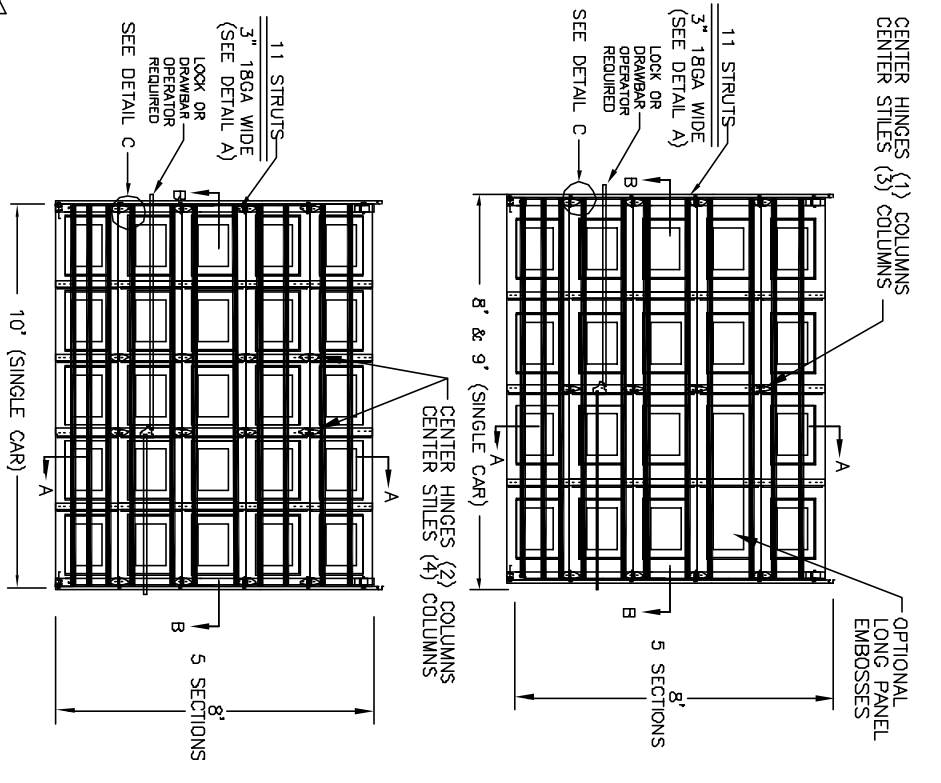 CENTER HINGES (1) COLUMNS
CENTER STILES (3) COLUMNS
OPTIONAL
LONG PANEL
EMBOSSES
11 STRUTS
3" 18GA WIDE
(SEE DETAIL A)
LOCK OR
DRAWBAR
OPERATOR
REQUIRED
SEE DETAIL C
B
B
A
A
8'
5 SECTIONS
8' & 9' (SINGLE CAR)
CENTER HINGES (2) COLUMNS
CENTER STILES (4) COLUMNS
11 STRUTS
3" 18GA WIDE
(SEE DETAIL A)
LOCK OR
DRAWBAR
OPERATOR
REQUIRED
SEE DETAIL C
B
B
A
A
8'
5 SECTIONS
10' (SINGLE CAR)